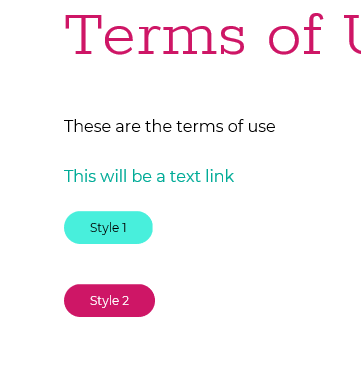 Terms of
These are the terms of use
This will be a text link
Style 1
Style 2